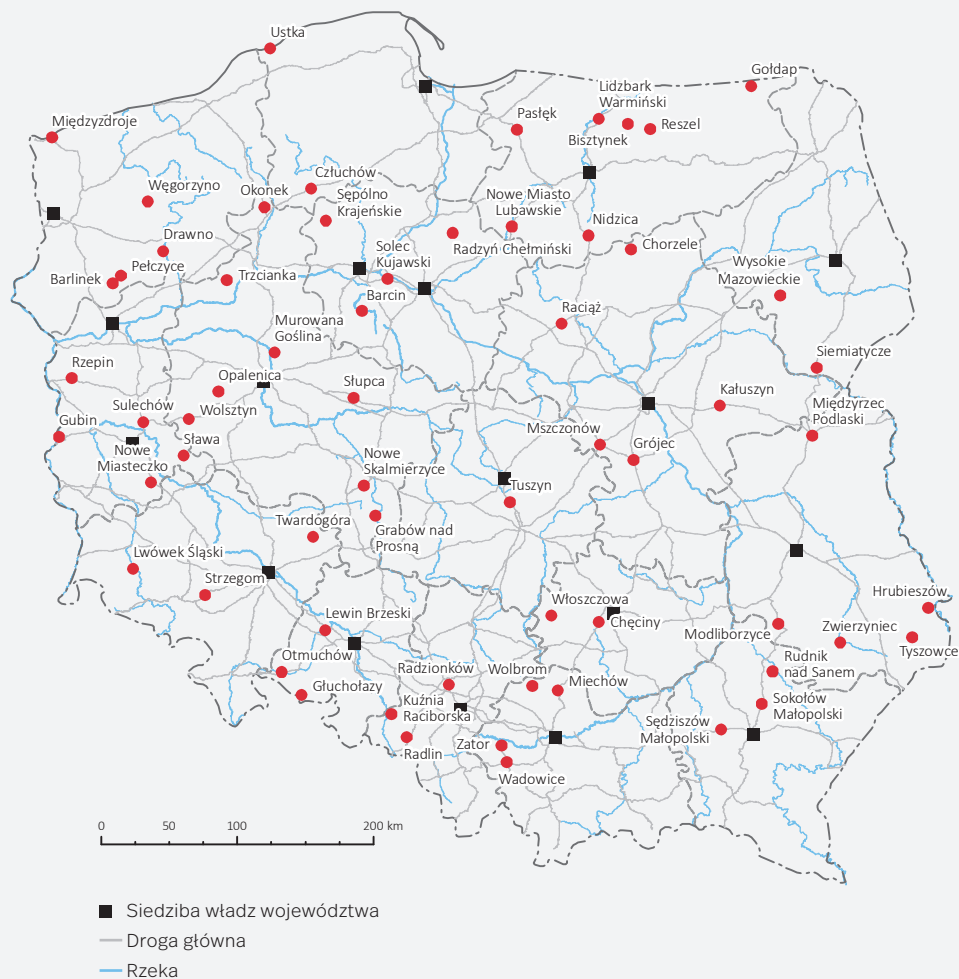 Ustka
Gołdap
Lidzbark
Warmiński
Pasłęk
Reszel
Bisztynek
Międzyzdroje
Człuchów
Węgorzyno
Okonek
Sępólno
Krajeńskie
Nowe Miasto
Lubawskie
Nidzica
Drawno
Solec
Kujawski
Radzyń Chełmiński
Chorzele
Wysokie
Mazowieckie
Barlinek
Pełczyce
Trzcianka
Barcin
Raciąż
Murowana
Goślina
Siemiatycze
Rzepin
Opalenica
Słupca
Kałuszyn
Sulechów
Wolsztyn
Międzyrzec
Podlaski
Gubin
Mszczonów
Sława
Grójec
Nowe
Miasteczko
Nowe
Skalmierzyce
Tuszyn
Twardogóra
Grabów nad
Prosną
Lwówek Śląski
Strzegom
Hrubieszów
Włoszczowa
Lewin Brzeski
Chęciny
Modliborzyce
Zwierzyniec
Tyszowce
Otmuchów
Rudnik
nad Sanem
Radzionków
Wolbrom
Miechów
Głuchołazy
Kuźnia
Raciborska
Sokołów
Małopolski
Sędziszów
Małopolski
Radlin
Zator
Wadowice
0 50 100 200 km
Siedziba władz województwa
Droga główna
Rzeka